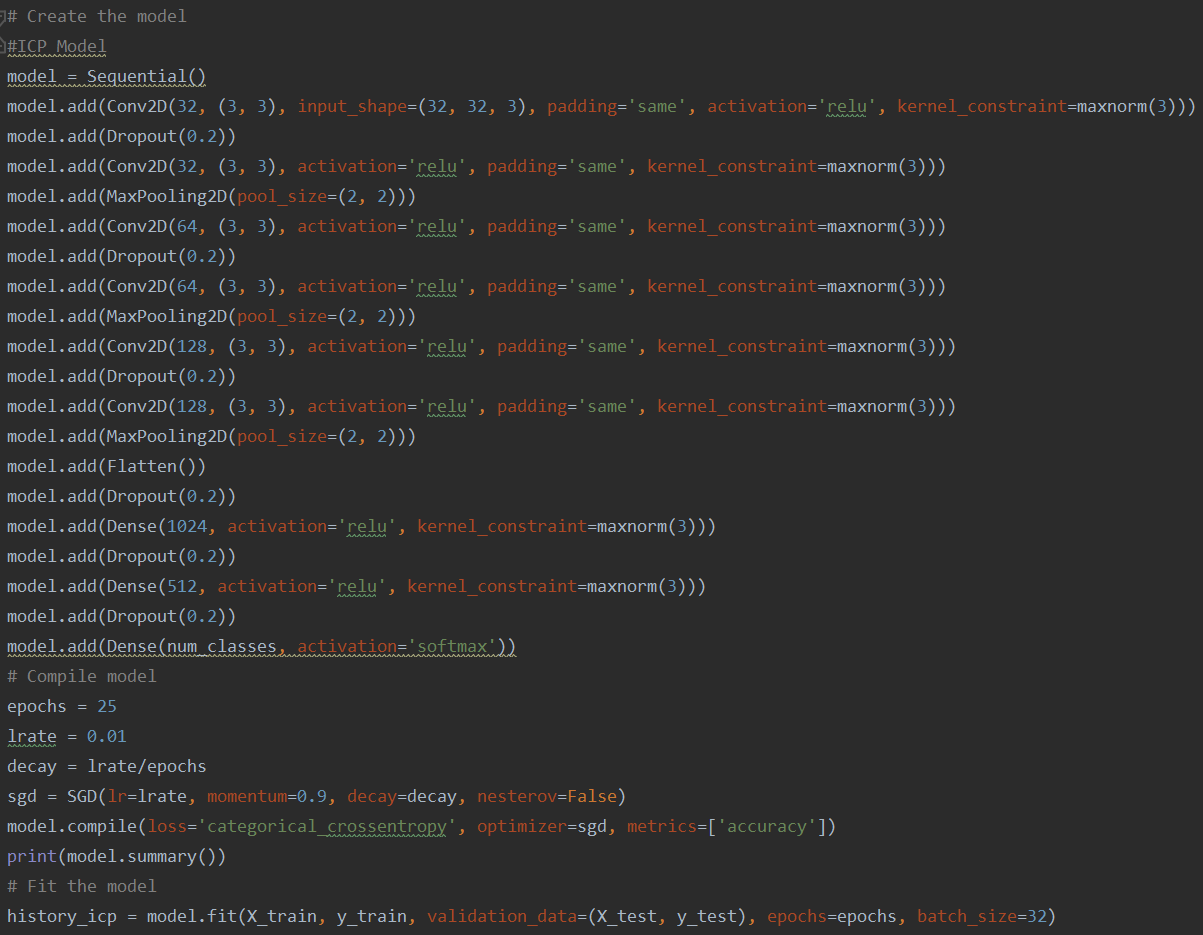 # Create the model
#ICP Model
model = Sequential()
model.add(Conv2D(32, (3, 3), input_shape=(32, 32, 3), padding='same', activation='relu', kernel_constraint=maxnorm(3)))
model.add(Dropout(0.2))
model.add(Conv2D(32, (3, 3), activation='relu', padding='same', kernel_constraint=maxnorm(3)))
model.add(MaxPooling2D(pool_size=(2, 2)))
model.add(Conv2D(64, (3, 3), activation='relu', padding='same', kernel_constraint=maxnorm(3)))
model.add(Dropout(0.2))
model.add(Conv2D(64, (3, 3), activation='relu', padding='same', kernel_constraint=maxnorm(3)))
model.add(MaxPooling2D(pool_size=(2, 2)))
model.add(Conv2D(128, (3, 3), activation='relu', padding='same', kernel_constraint=maxnorm(3)))
model.add(Dropout(0.2))
model.add(Conv2D(128, (3, 3), activation='relu', padding='same', kernel_constraint=maxnorm(3)))
model.add(MaxPooling2D(pool_size=(2, 2)))
model.add(Flatten())
model.add(Dropout(0.2))
model.add(Dense(1024, activation='relu', kernel_constraint=maxnorm(3)))
model.add(Dropout(0.2))
model.add(Dense(512, activation='relu', kernel_constraint=maxnorm(3)))
model.add(Dropout(0.2))
model.add(Dense(num_classes, activation='softmax'))
# Compile model
epochs = 25
lrate = 0.01
decay = lrate/epochs
sgd = SGD(lr=lrate, momentum=0.9, decay=decay, nesterov=False)
model.compile(loss='categorical_crossentropy', optimizer=sgd, metrics=['accuracy'])
print(model.summary())
# Fit the model
history_icp = model.fit(X_train, y_train, validation_data=(X_test, y_test), epochs=epochs, batch_size=32)